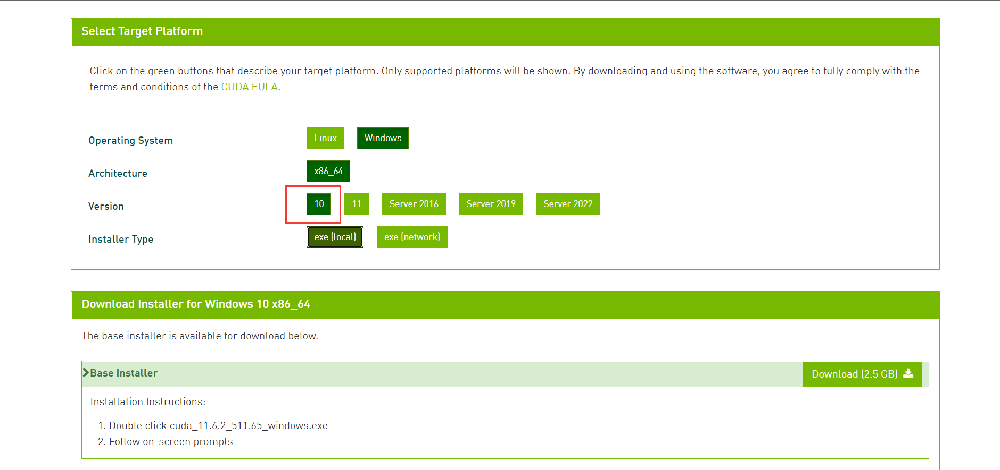 Select Target Platform
Click on the green buttons that describe your target platform. Only supported platforms will be shown. By downloading and using the software, you agree to fully comply with the
terms and conditions of the CUDA EULA.
Operating System Linux Windows
Architecture x86_64
Version 10 11 Server 2016 Server 2019 Server 2022
Installer Type exe (local) exe (network)
Download Installer for Windows 10 x86_64
The base installer is available for download below.
Base Installer Download (2.5 GB)
Installation Instructions:
1. Double click cuda_11.6.2_511.65_windows.exe
2. Follow on-screen prompts